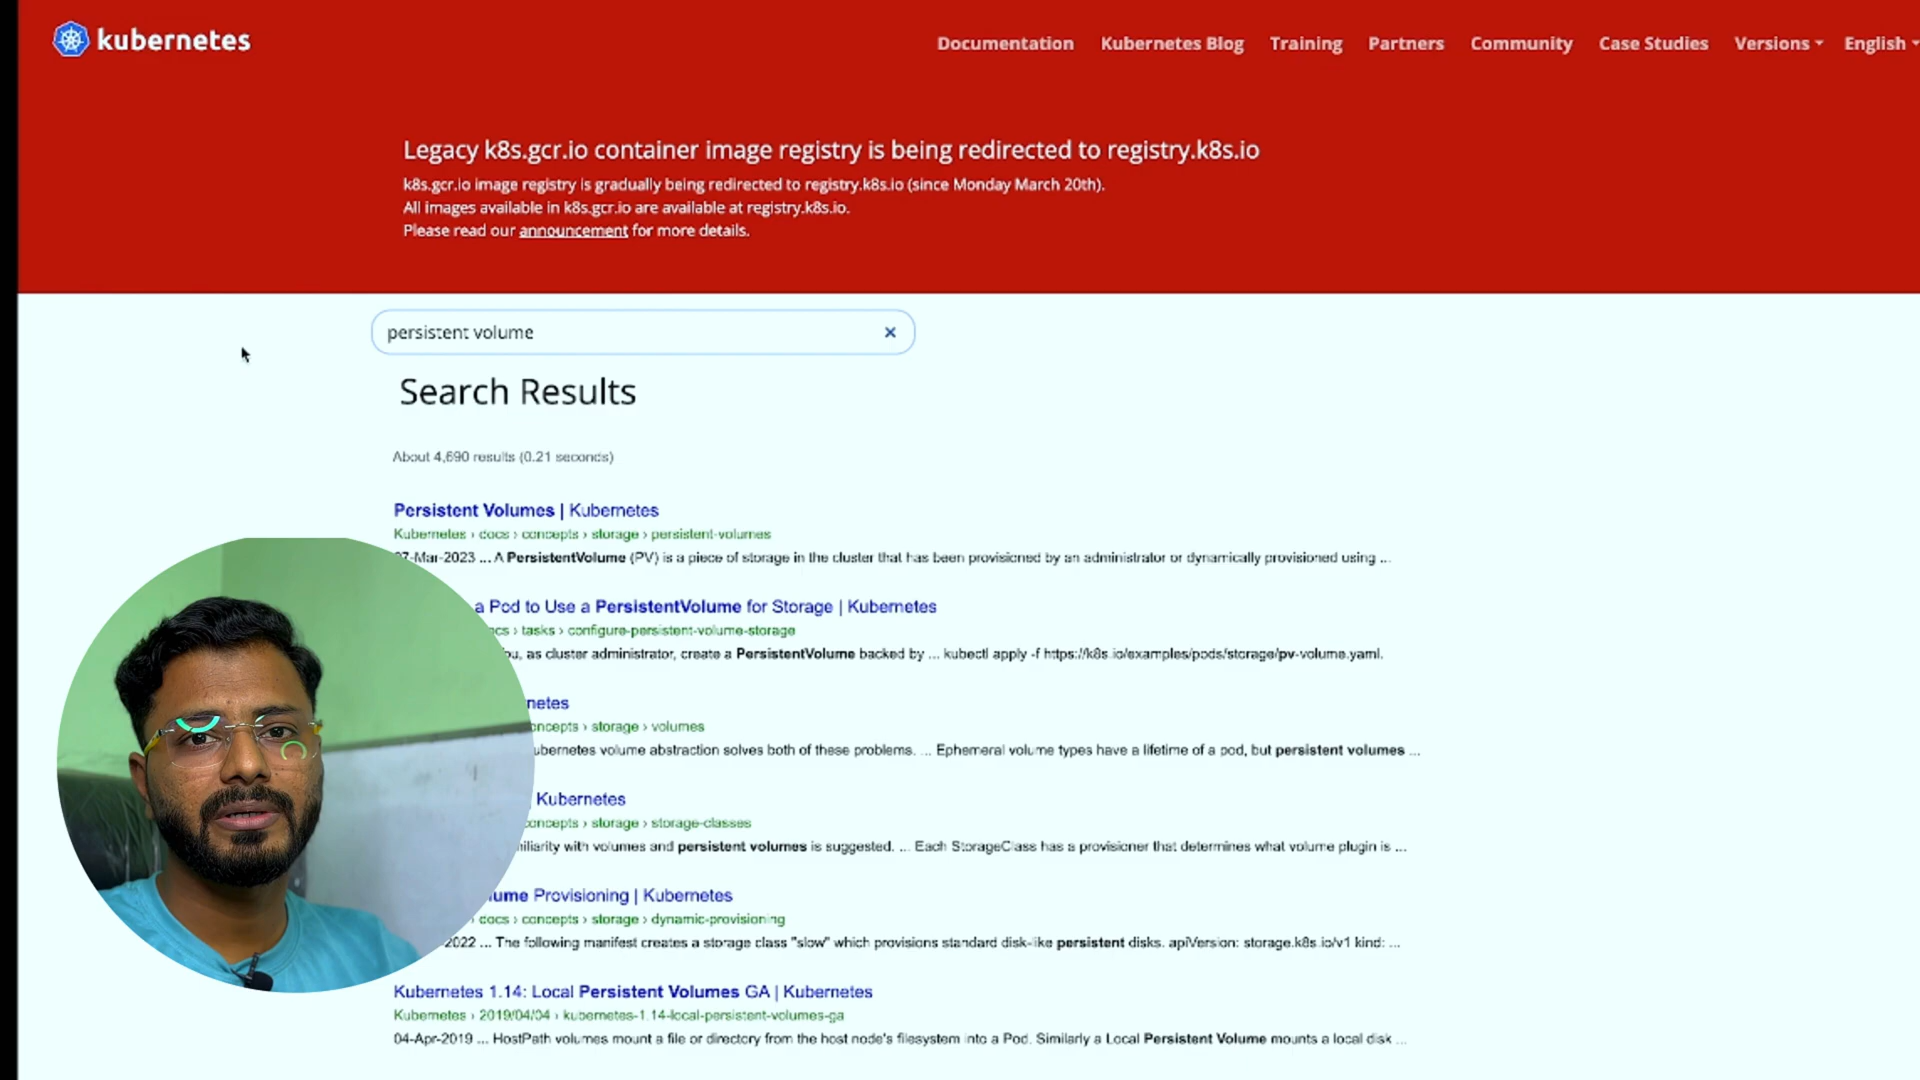 kubernetes
Documentation Kubernetes Blog Training Partners Community Case Studies Versions English
Legacy k8s.gcr.io container image registry is being redirected to registry.k8s.io
k8s.gcr.io image registry is gradually being redirected to registry.k8s.io (since Monday March 20th).
All images available in k8s.gcr.io are available at registry.k8s.io.
Please read our announcement for more details.
persistent volume
Search Results
About 4,690 results (0.21 seconds)
Persistent Volumes | Kubernetes
Kubernetes › docs › concepts › storage › persistent-volumes
07-Mar-2023 ... A PersistentVolume (PV) is a piece of storage in the cluster that has been provisioned by an administrator or dynamically provisioned using ...
a Pod to Use a PersistentVolume for Storage | Kubernetes
› tasks › configure-persistent-volume-storage
as cluster administrator, create a PersistentVolume backed by ... kubectl apply -f https://k8s.io/examples/pods/storage/pv-volume.yaml.
netes
› storage › volumes
volume abstraction solves both of these problems. ... Ephemeral volume types have a lifetime of a pod, but persistent volumes ...
| Kubernetes
› storage › storage-classes
with volumes and persistent volumes is suggested. ... Each StorageClass has a provisioner that determines what volume plugin is ...
ume Provisioning | Kubernetes
› docs › concepts › storage › dynamic-provisioning
2022 ... The following manifest creates a storage class "slow" which provisions standard disk-like persistent disks. apiVersion: storage.k8s.io/v1 kind: ...
Kubernetes 1.14: Local Persistent Volumes GA | Kubernetes
Kubernetes › 2019/04/04 › kubernetes-1.14-local-persistent-volumes-ga
04-Apr-2019 ... HostPath volumes mount a file or directory from the host node's filesystem into a Pod. Similarly a Local Persistent Volume mounts a local disk ...